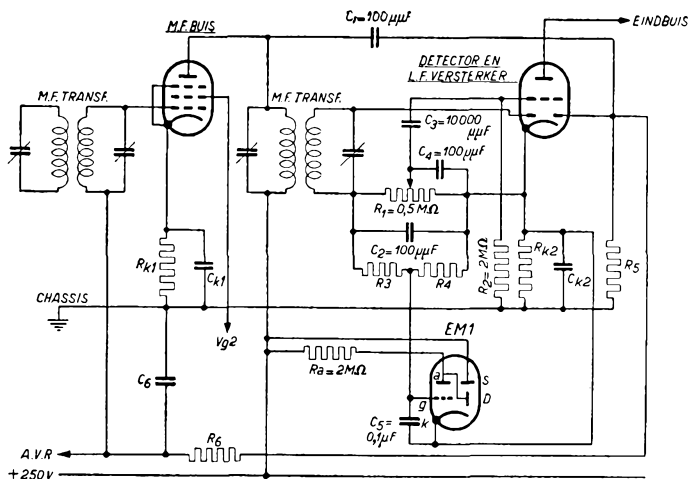 C₁=100μμF
M.F. BUIS
EINDBUIS
DETECTOR EN
L.F. VERSTERKER
M.F. TRANSF.
M.F. TRANSF.
C₃=10000
μμF
C₄=100μμF
R₁=0,5MΩ
C₂=100μμF
R3
R4
R₂=2MΩ
Rk2
Ck2
R5
Rk1
Ck1
CHASSIS
Vg2
EM1
Ra=2MΩ
a
S
D
g
k
C₅=
0,1μF
C6
R6
A.V.R
+250V